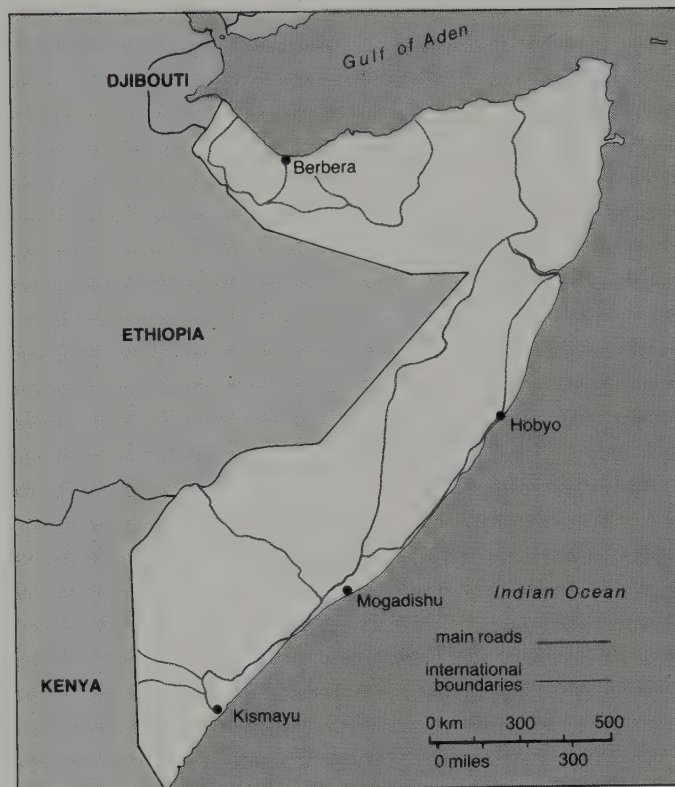 Gulf of Aden
DJIBOUTI
Berbera
ETHIOPIA
Hobyo
Mogadishu
Indian Ocean
main roads
international
boundaries
KENYA
Kismayu
0 km 300 500
0 miles 300